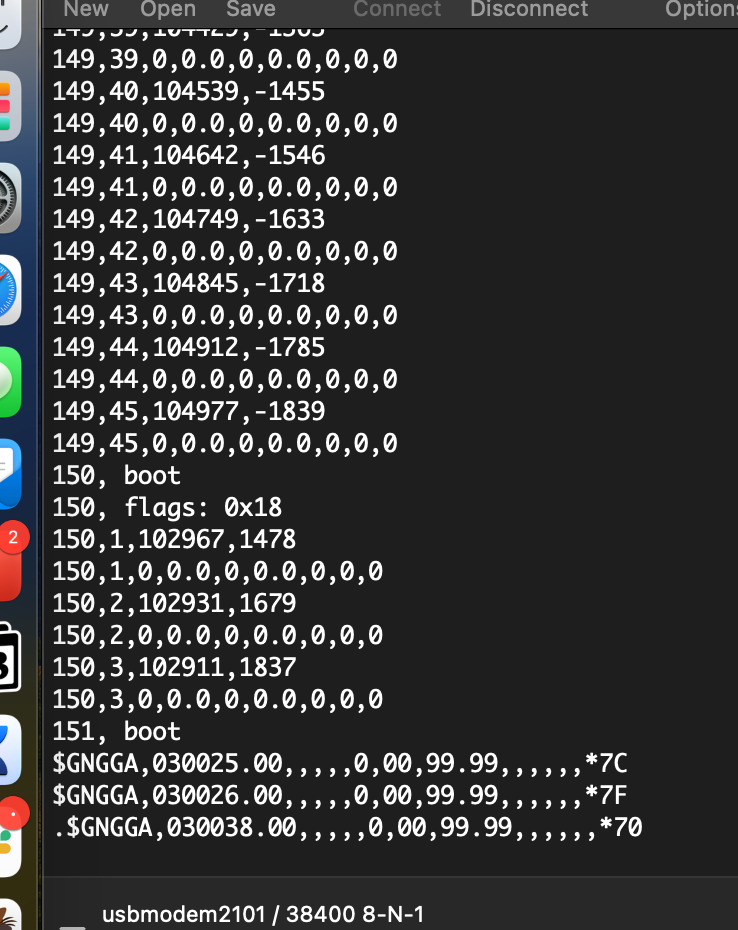 New Open Save Connect Disconnect Options
149,39,104429,-1363
149,39,0,0.0,0,0.0,0,0,0
149,40,104539,-1455
149,40,0,0.0,0,0.0,0,0,0
149,41,104642,-1546
149,41,0,0.0,0,0.0,0,0,0
149,42,104749,-1633
149,42,0,0.0,0,0.0,0,0,0
149,43,104845,-1718
149,43,0,0.0,0,0.0,0,0,0
149,44,104912,-1785
149,44,0,0.0,0,0.0,0,0,0
149,45,104977,-1839
149,45,0,0.0,0,0.0,0,0,0
150, boot
150, flags: 0x18
150,1,102967,1478
150,1,0,0.0,0,0.0,0,0,0
150,2,102931,1679
150,2,0,0.0,0,0.0,0,0,0
150,3,102911,1837
150,3,0,0.0,0,0.0,0,0,0
151, boot
$GNGGA,030025.00,,,,,0,00,99.99,,,,,,*7C
$GNGGA,030026.00,,,,,0,00,99.99,,,,,,*7F
.$GNGGA,030038.00,,,,,0,00,99.99,,,,,,*70
2
usbmodem2101 / 38400 8-N-1